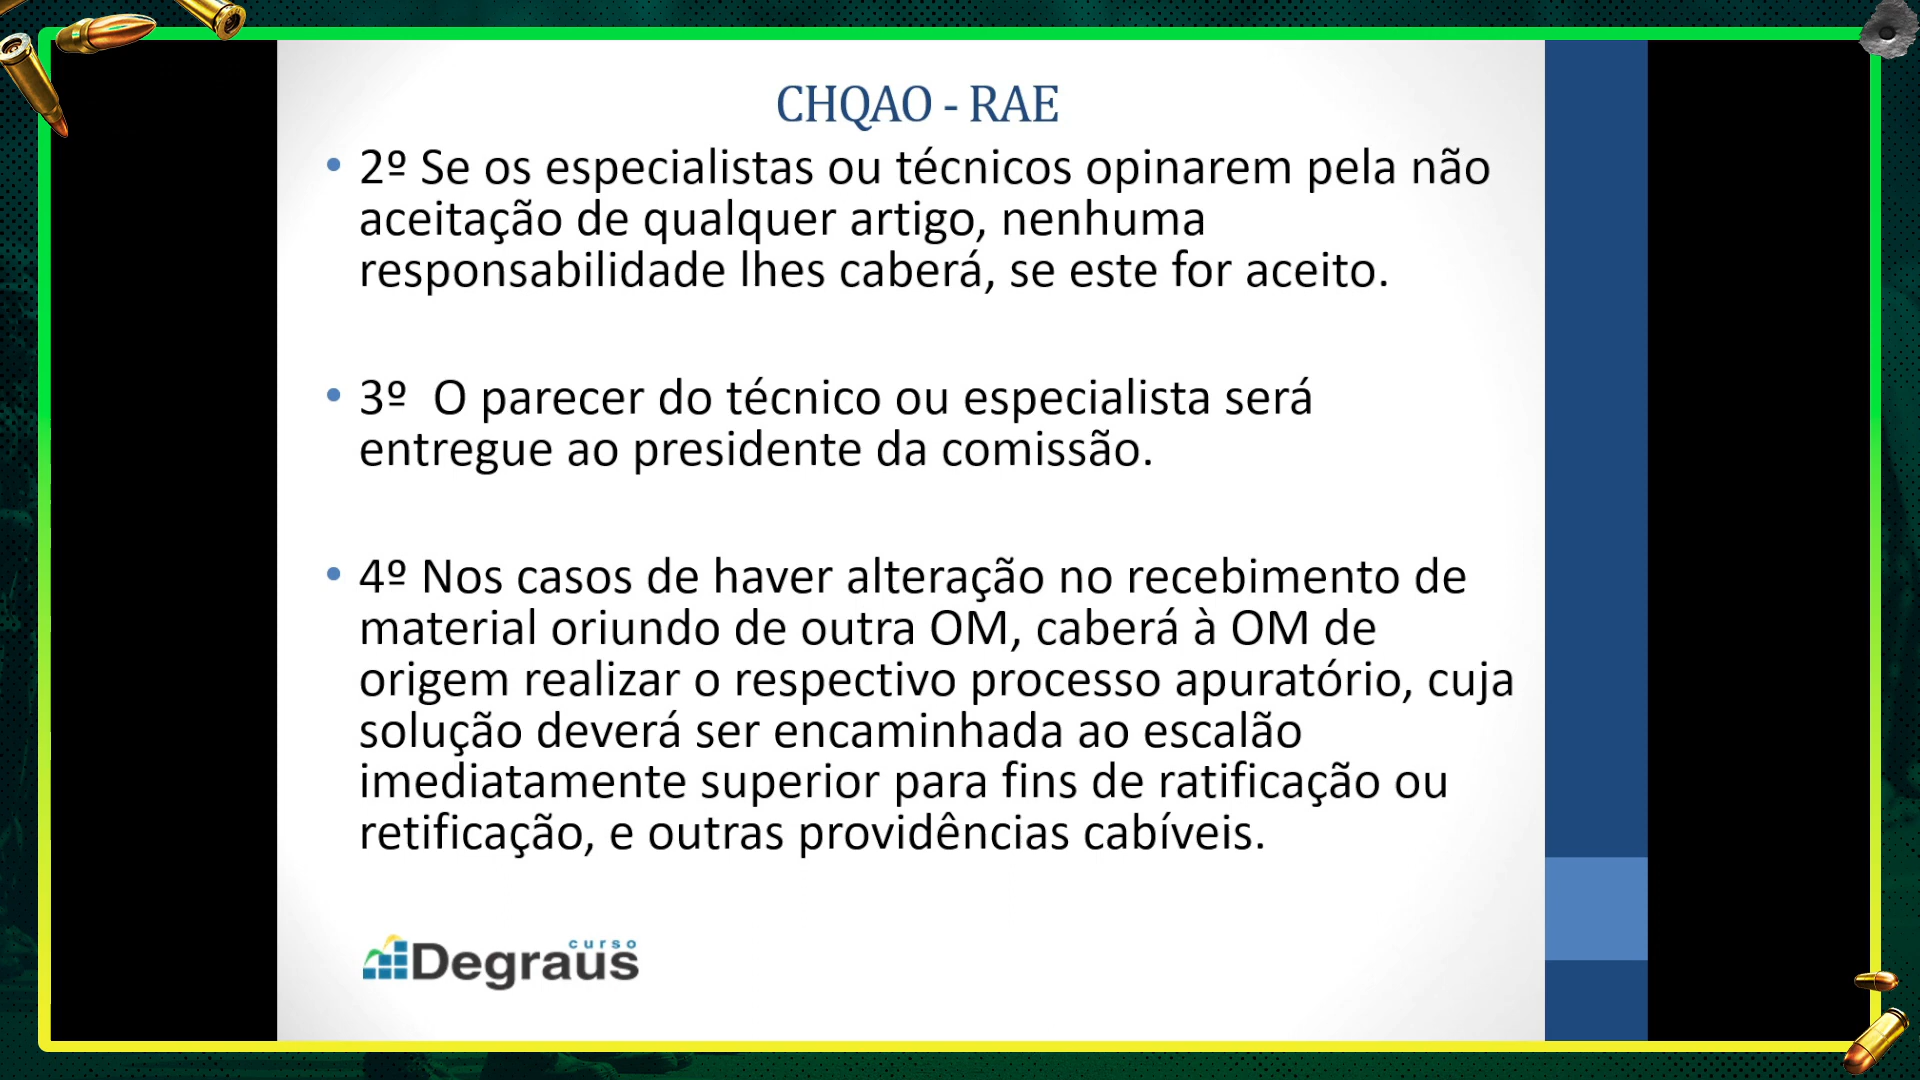 CHQAO - RAE
• 2º Se os especialistas ou técnicos opinarem pela não
aceitação de qualquer artigo, nenhuma
responsabilidade lhes caberá, se este for aceito.
• 3º  O parecer do técnico ou especialista será
entregue ao presidente da comissão.
• 4º Nos casos de haver alteração no recebimento de
material oriundo de outra OM, caberá à OM de
origem realizar o respectivo processo apuratório, cuja
solução deverá ser encaminhada ao escalão
imediatamente superior para fins de ratificação ou
retificação, e outras providências cabíveis.
curso
Degraus